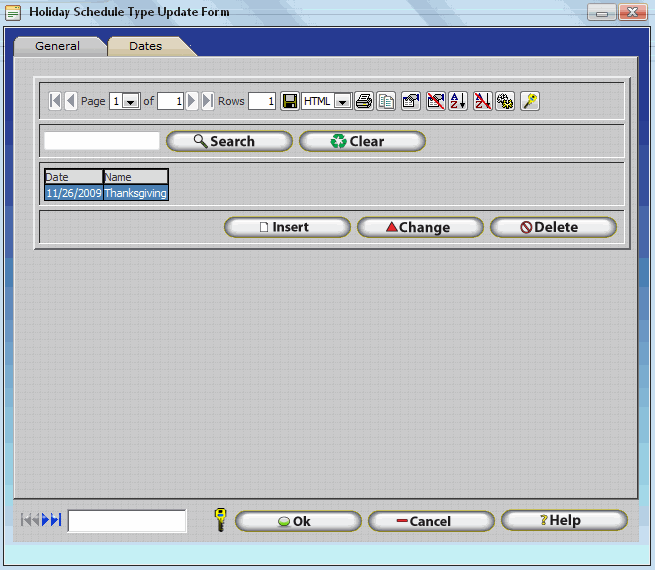 Holiday Schedule Type Update Form
General Dates
Page 1 of 1 Rows 1 HTML
Search Clear
Date Name
11/26/2009 Thanksgiving
Insert Change Delete
Ok Cancel Help